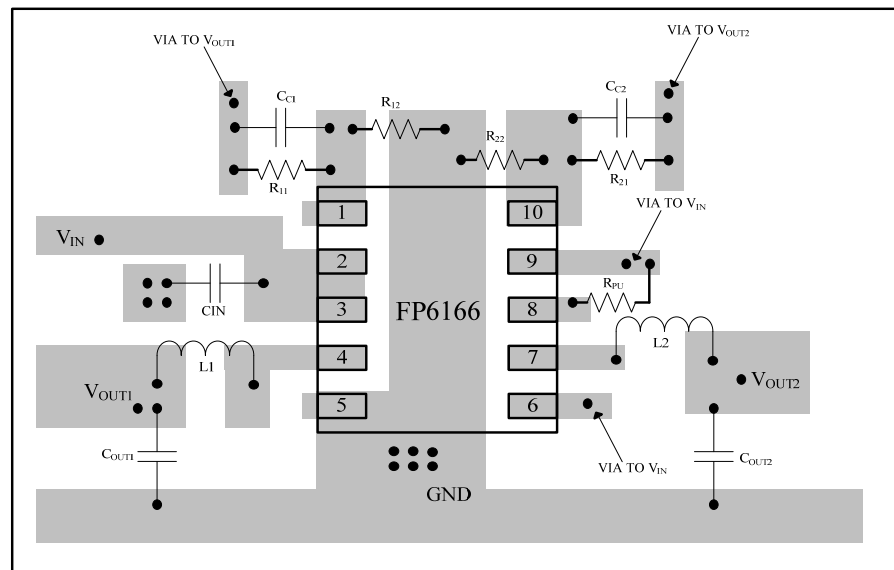 VIA TO VOUT1
VIA TO VOUT2
CC1
R12
CC2
R22
R11
R21
VIA TO VIN
1
10
VIN
2
9
CIN
RPU
3
FP6166
8
L2
4
7
L1
VOUT1
VOUT2
5
6
COUT1
VIA TO VIN
COUT2
GND